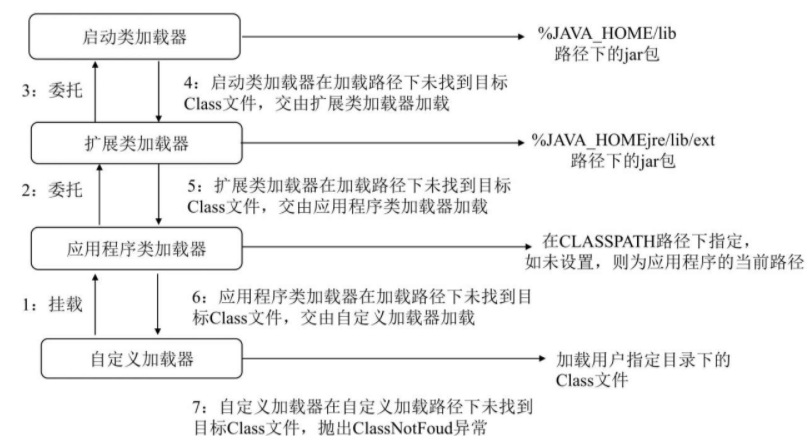 启动类加载器
%JAVA_HOME/lib
路径下的jar包
3：委托
4：启动类加载器在加载路径下未找到目标
Class文件，交由扩展类加载器加载
扩展类加载器
%JAVA_HOMEjre/lib/ext
路径下的jar包
2：委托
5：扩展类加载器在加载路径下未找到目标
Class文件，交由应用程序类加载器加载
应用程序类加载器
在CLASSPATH路径下指定，
如未设置，则为应用程序的当前路径
1：挂载
6：应用程序类加载器在加载路径下未找到目
标Class文件，交由自定义加载器加载
自定义加载器
加载用户指定目录下的
Class文件
7：自定义加载器在自定义加载路径下未找到
目标Class文件，抛出ClassNotFoud异常